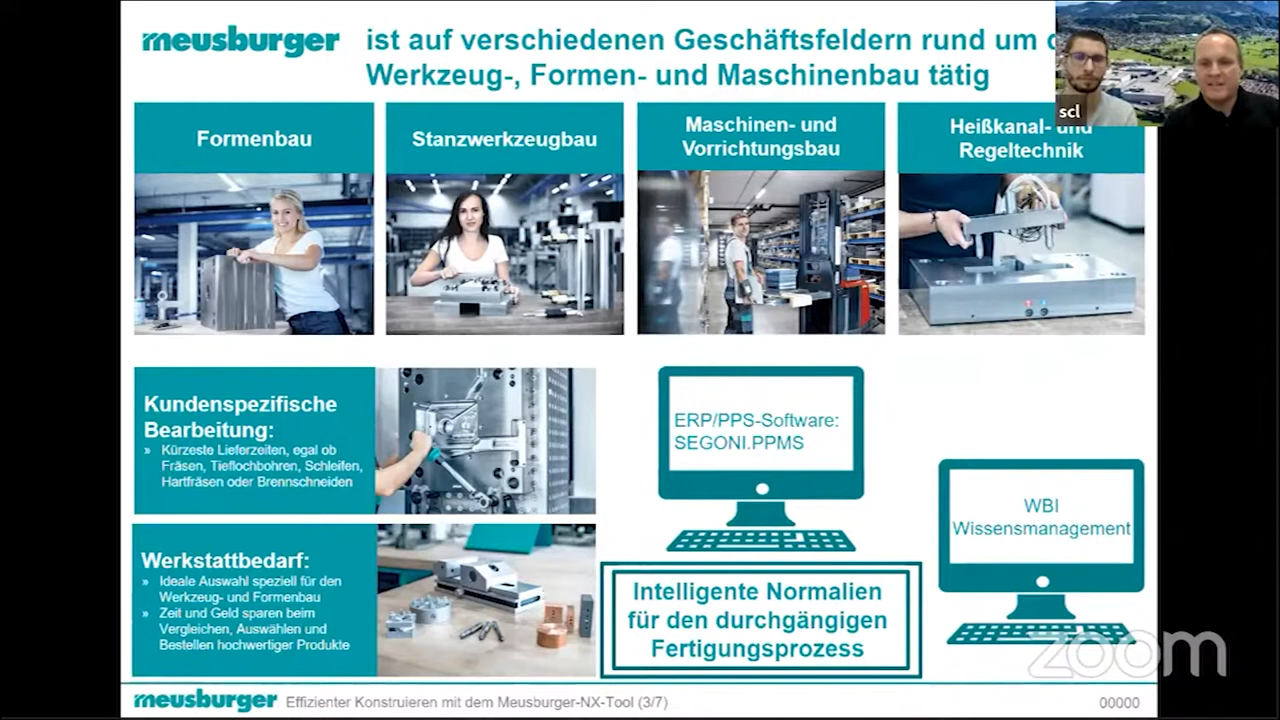 meusburger
ist auf verschiedenen Geschäftsfeldern rund um
Werkzeug-, Formen- und Maschinenbau tätig
scl
Formenbau
Stanzwerkzeugbau
Maschinen- und
Vorrichtungsbau
Heißkanal- und
Regeltechnik
Kundenspezifische
Bearbeitung:
» Kürzeste Lieferzeiten, egal ob
Fräsen, Tieflochbohren, Schleifen,
Hartfräsen oder Brennschneiden
Werkstattbedarf:
» Ideale Auswahl speziell für den
Werkzeug- und Formenbau
» Zeit und Geld sparen beim
Vergleichen, Auswählen und
Bestellen hochwertiger Produkte
ERP/PPS-Software:
SEGONI.PPMS
Intelligente Normalien
für den durchgängigen
Fertigungsprozess
WBI
Wissensmanagement
zoom
meusburger
Effizienter Konstruieren mit dem Meusburger-NX-Tool (3/7)
00000